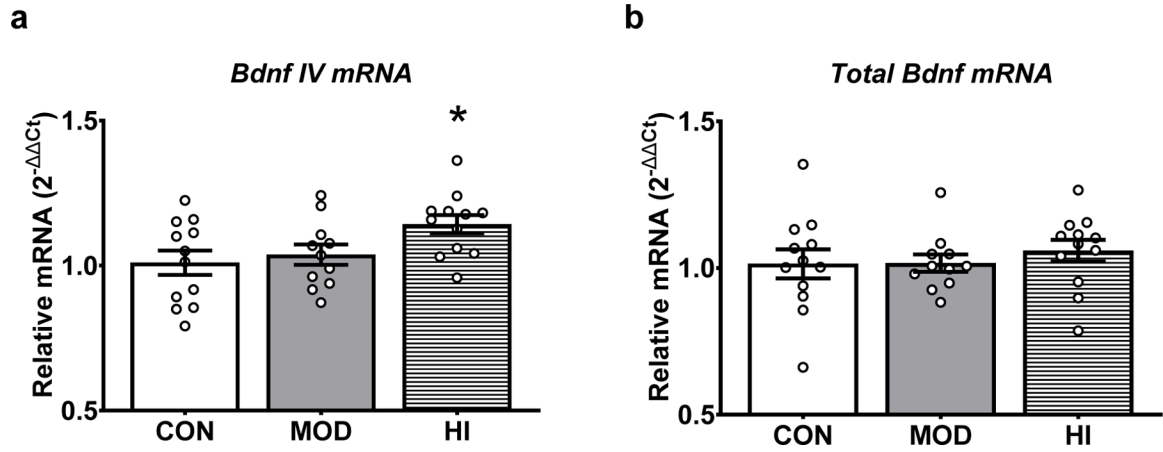 a
Bdnf IV mRNA
Relative mRNA (2^-ΔΔCt)
1.5
*
1.0
0.5
CON MOD HI
b
Total Bdnf mRNA
Relative mRNA (2^-ΔΔCt)
1.5
1.0
0.5
CON MOD HI